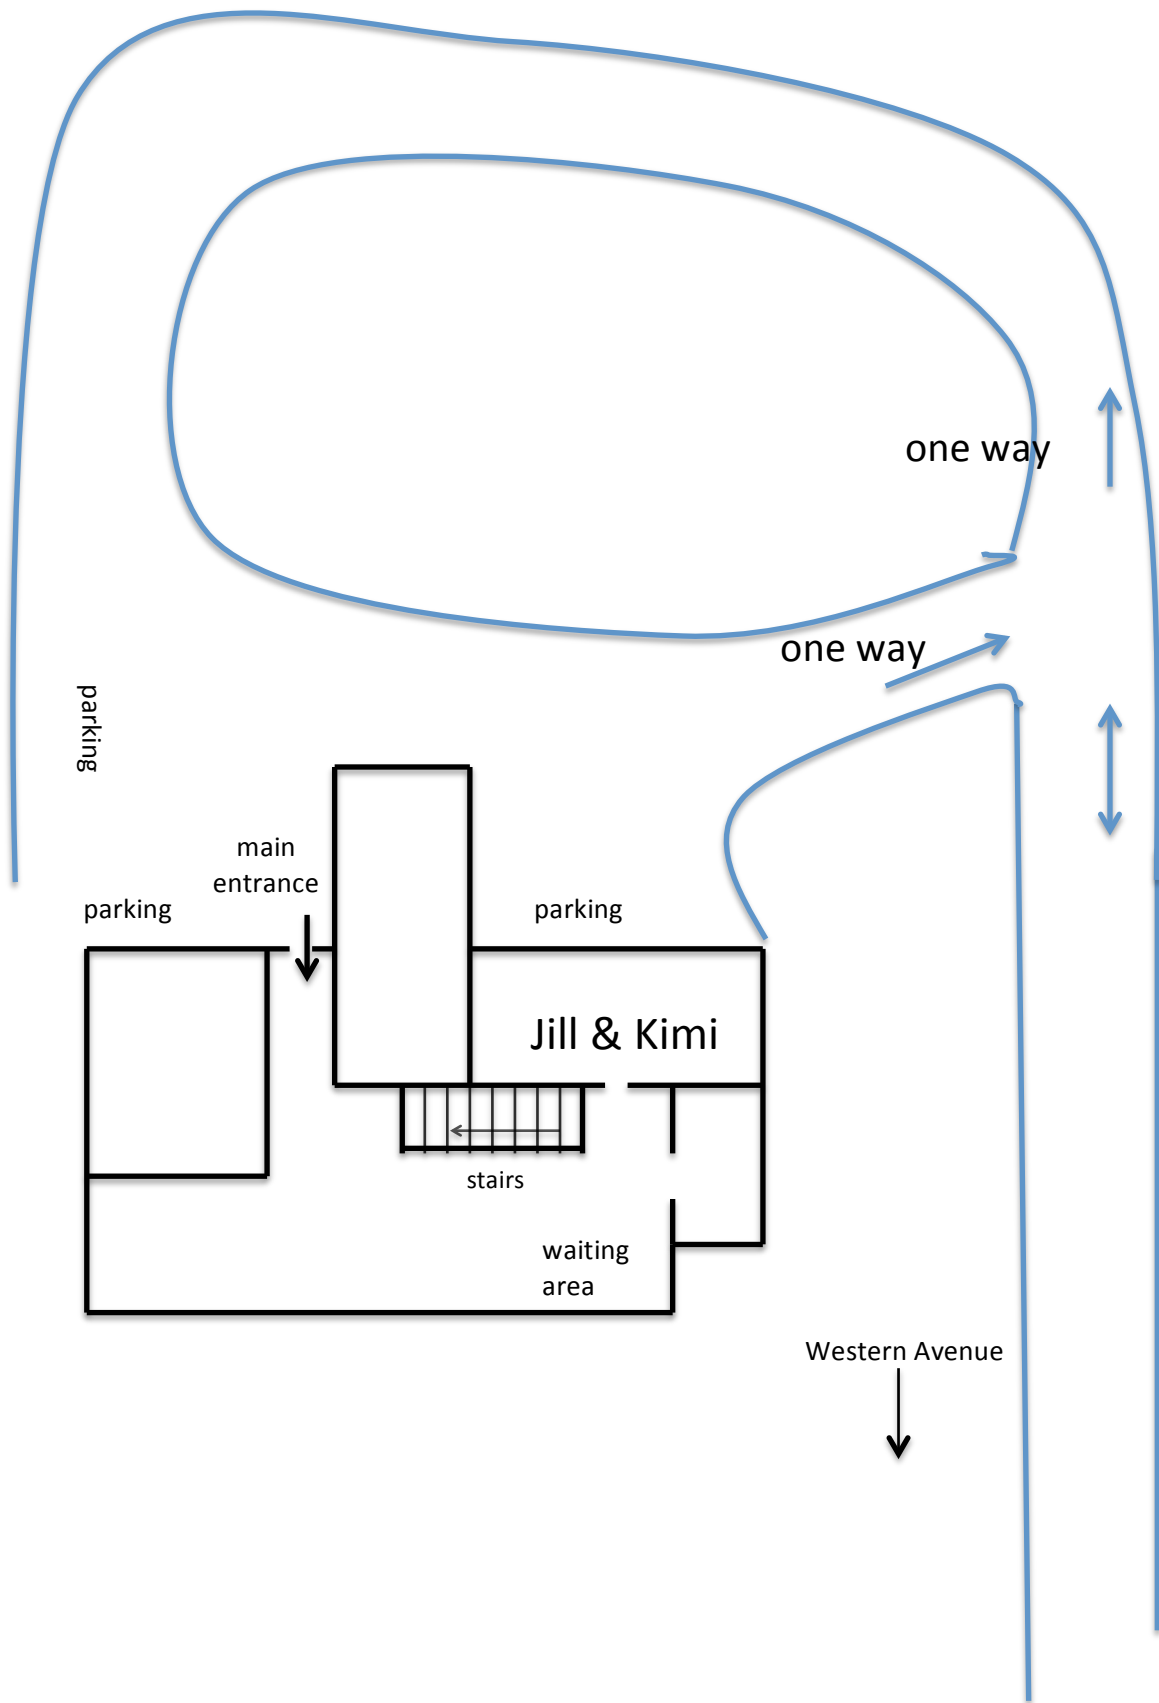 one way
one way
parking
main
entrance
parking
parking
Jill & Kimi
stairs
waiting
area
Western Avenue